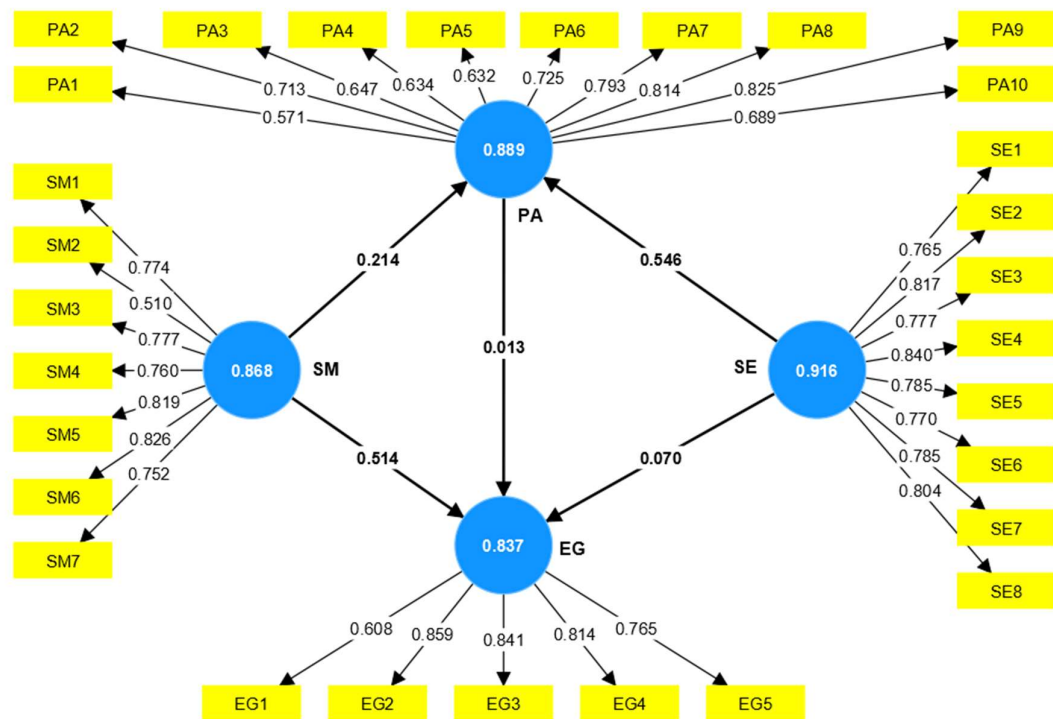 PA2
PA3
PA4
PA5
PA6
PA7
PA8
PA9
PA1
PA10
0.713
0.647
0.634
0.632
0.725
0.793
0.814
0.825
0.571
0.689
0.889
PA
SM1
SM2
SM3
SM4
SM5
SM6
SM7
0.774
0.510
0.777
0.760
0.819
0.826
0.752
0.868
SM
0.214
0.546
0.013
0.514
0.070
SE
0.916
0.765
0.817
0.777
0.840
0.785
0.770
0.785
0.804
SE1
SE2
SE3
SE4
SE5
SE6
SE7
SE8
0.837
EG
0.608
0.859
0.841
0.814
0.765
EG1
EG2
EG3
EG4
EG5